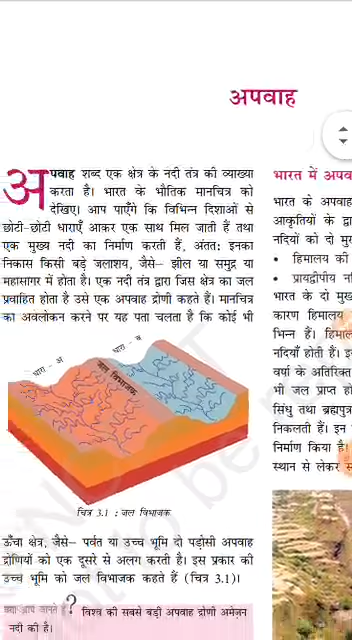 अपवाह
अपवाह शब्द एक क्षेत्र के नदी तंत्र की व्याख्या
करता है। भारत के भौतिक मानचित्र को
देखिए। आप पाएँगे कि विभिन्न दिशाओं से
छोटी-छोटी धाराएँ आकर एक साथ मिल जाती हैं तथा
एक मुख्य नदी का निर्माण करती हैं, अंततः इनका
निकास किसी बड़े जलाशय, जैसे– झील या समुद्र या
महासागर में होता है। एक नदी तंत्र द्वारा जिस क्षेत्र का जल
प्रवाहित होता है उसे एक अपवाह द्रोणी कहते हैं। मानचित्र
का अवलोकन करने पर यह पता चलता है कि कोई भी
धारा - अ
धारा - ब
जल विभाजक
चित्र 3.1 : जल विभाजक
ऊँचा क्षेत्र, जैसे– पर्वत या उच्च भूमि दो पड़ोसी अपवाह
द्रोणियों को एक दूसरे से अलग करती है। इस प्रकार की
उच्च भूमि को जल विभाजक कहते हैं (चित्र 3.1)।
क्या आप जानते हैं ? विश्व की सबसे बड़ी अपवाह द्रोणी अमेज़न
नदी की है।
भारत में
भारत के अपवाह
आकृतियों के
नदियों को दो
• हिमालय की
• प्रायद्वीपीय
भारत के दो
कारण हिमालय
भिन्न हैं।
नदियाँ होती हैं।
वर्षा के अतिरिक्त
भी जल प्राप्त
सिंधु तथा
निकलती हैं। इन
निर्माण किया है।
स्थान से लेकर